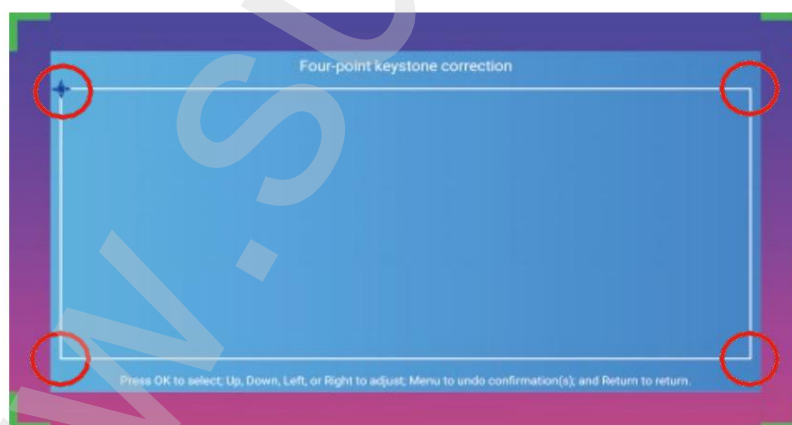 Four-point keystone correction
Press OK to select; Up, Down, Left, or Right to adjust; Menu to undo confirmation(s); and Return to return.